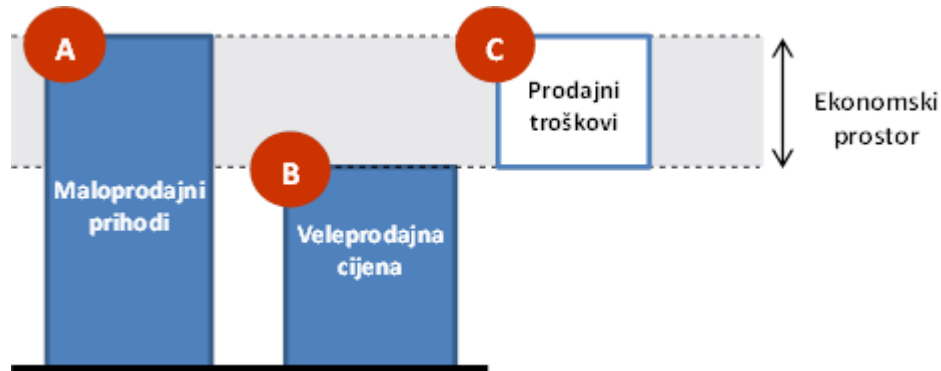 A
Maloprodajni
prihodi
B
Veleprodajna
cijena
C
Prodajni
troškovi
Ekonomski
prostor